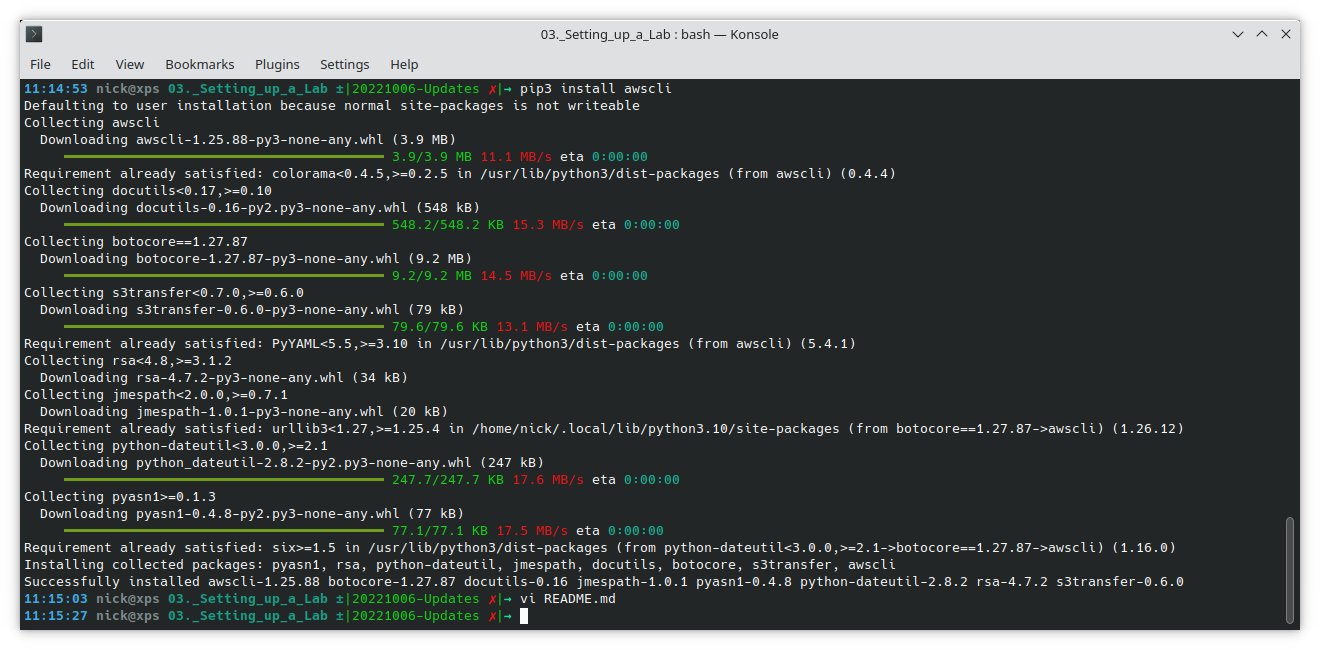 03._Setting_up_a_Lab : bash — Konsole
File Edit View Bookmarks Plugins Settings Help
11:14:53 nick@xps 03._Setting_up_a_Lab ±|20221006-Updates ✗|→ pip3 install awscli
Defaulting to user installation because normal site-packages is not writeable
Collecting awscli
  Downloading awscli-1.25.88-py3-none-any.whl (3.9 MB)
3.9/3.9 MB 11.1 MB/s eta 0:00:00
Requirement already satisfied: colorama<0.4.5,>=0.2.5 in /usr/lib/python3/dist-packages (from awscli) (0.4.4)
Collecting docutils<0.17,>=0.10
  Downloading docutils-0.16-py2.py3-none-any.whl (548 kB)
548.2/548.2 KB 15.3 MB/s eta 0:00:00
Collecting botocore==1.27.87
  Downloading botocore-1.27.87-py3-none-any.whl (9.2 MB)
9.2/9.2 MB 14.5 MB/s eta 0:00:00
Collecting s3transfer<0.7.0,>=0.6.0
  Downloading s3transfer-0.6.0-py3-none-any.whl (79 kB)
79.6/79.6 KB 13.1 MB/s eta 0:00:00
Requirement already satisfied: PyYAML<5.5,>=3.10 in /usr/lib/python3/dist-packages (from awscli) (5.4.1)
Collecting rsa<4.8,>=3.1.2
  Downloading rsa-4.7.2-py3-none-any.whl (34 kB)
Collecting jmespath<2.0.0,>=0.7.1
  Downloading jmespath-1.0.1-py3-none-any.whl (20 kB)
Requirement already satisfied: urllib3<1.27,>=1.25.4 in /home/nick/.local/lib/python3.10/site-packages (from botocore==1.27.87->awscli) (1.26.12)
Collecting python-dateutil<3.0.0,>=2.1
  Downloading python_dateutil-2.8.2-py2.py3-none-any.whl (247 kB)
247.7/247.7 KB 17.6 MB/s eta 0:00:00
Collecting pyasn1>=0.1.3
  Downloading pyasn1-0.4.8-py2.py3-none-any.whl (77 kB)
77.1/77.1 KB 17.5 MB/s eta 0:00:00
Requirement already satisfied: six>=1.5 in /usr/lib/python3/dist-packages (from python-dateutil<3.0.0,>=2.1->botocore==1.27.87->awscli) (1.16.0)
Installing collected packages: pyasn1, rsa, python-dateutil, jmespath, docutils, botocore, s3transfer, awscli
Successfully installed awscli-1.25.88 botocore-1.27.87 docutils-0.16 jmespath-1.0.1 pyasn1-0.4.8 python-dateutil-2.8.2 rsa-4.7.2 s3transfer-0.6.0
11:15:03 nick@xps 03._Setting_up_a_Lab ±|20221006-Updates ✗|→ vi README.md
11:15:27 nick@xps 03._Setting_up_a_Lab ±|20221006-Updates ✗|→